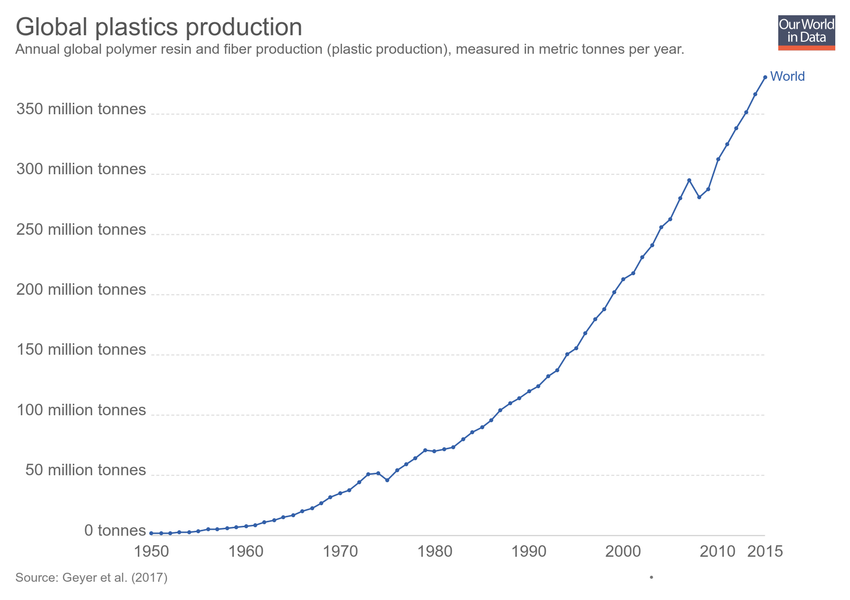 Global plastics production
Annual global polymer resin and fiber production (plastic production), measured in metric tonnes per year.
Our World
in Data
World
350 million tonnes
300 million tonnes
250 million tonnes
200 million tonnes
150 million tonnes
100 million tonnes
50 million tonnes
0 tonnes
1950 1960 1970 1980 1990 2000 2010 2015
Source: Geyer et al. (2017)